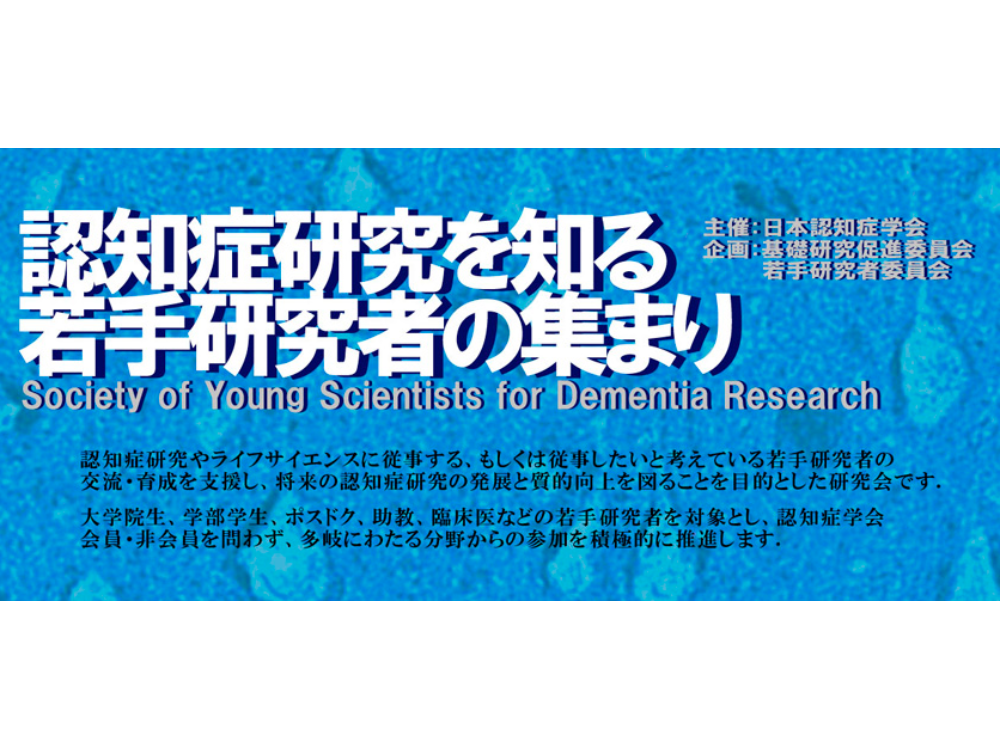 認知症研究を知る
若手研究者の集まり
Society of Young Scientists for Dementia Research
主催：日本認知症学会
企画：基礎研究促進委員会
若手研究者委員会
認知症研究やライフサイエンスに従事する、もしくは従事したいと考えている若手研究者の
交流・育成を支援し、将来の認知症研究の発展と質的向上を図ることを目的とした研究会です.
大学院生、学部学生、ポスドク、助教、臨床医などの若手研究者を対象とし、認知症学会
会員・非会員を問わず、多岐にわたる分野からの参加を積極的に推進します.